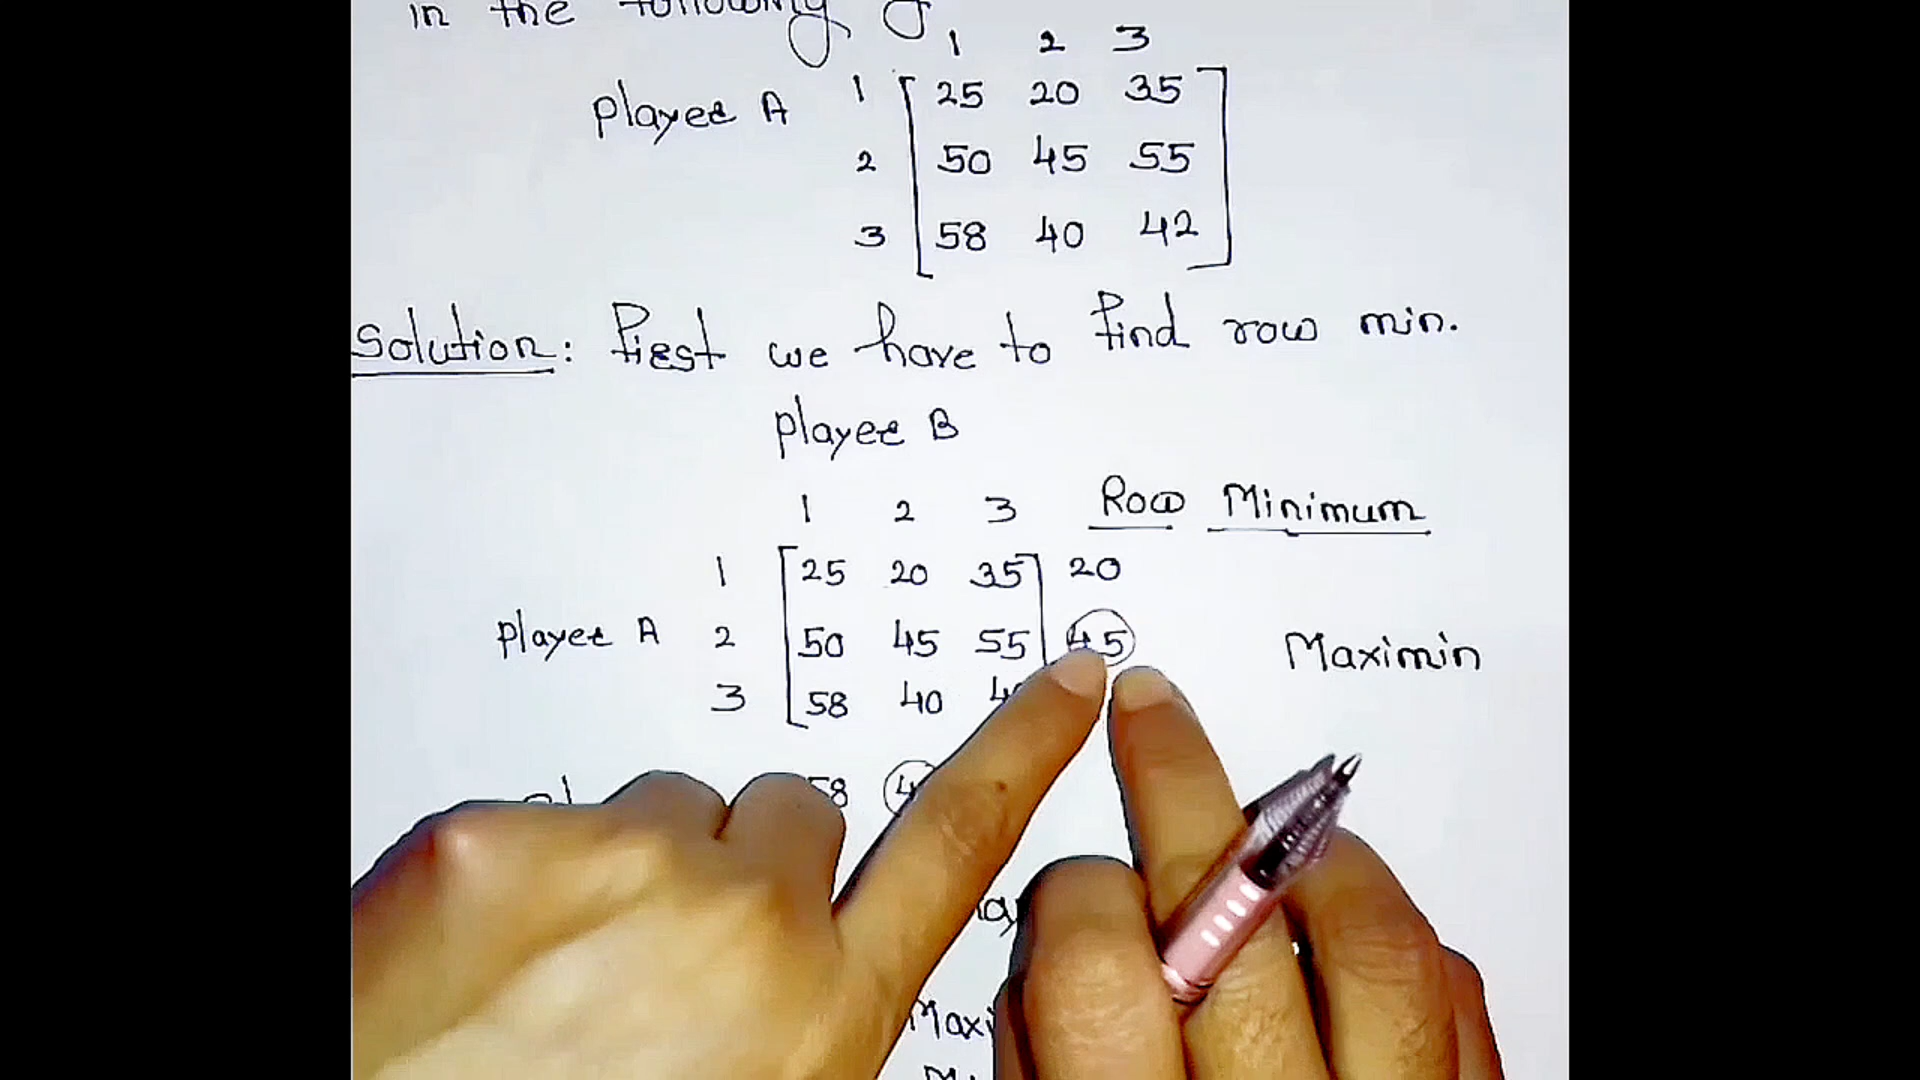 in the following
1 2 3
Player A 1 25 20 35
2 50 45 55
3 58 40 42
Solution: First we have to find row min.
Player B
1 2 3 Row Minimum
1 25 20 35 20
Player A 2 50 45 55 45 Maximin
3 58 40